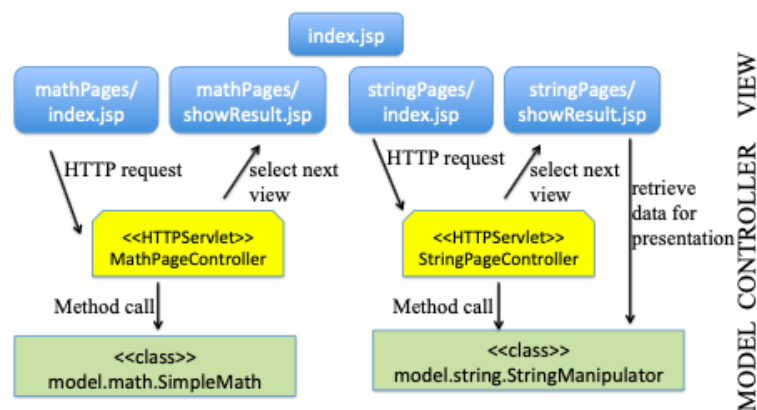 index.jsp
mathPages/
index.jsp
mathPages/
showResult.jsp
stringPages/
index.jsp
stringPages/
showResult.jsp
HTTP request
select next
view
HTTP request
select next
view
retrieve
data for
presentation
<<HTTPServlet>>
MathPageController
<<HTTPServlet>>
StringPageController
Method call
Method call
<<class>>
model.math.SimpleMath
<<class>>
model.string.StringManipulator
MODEL CONTROLLER VIEW